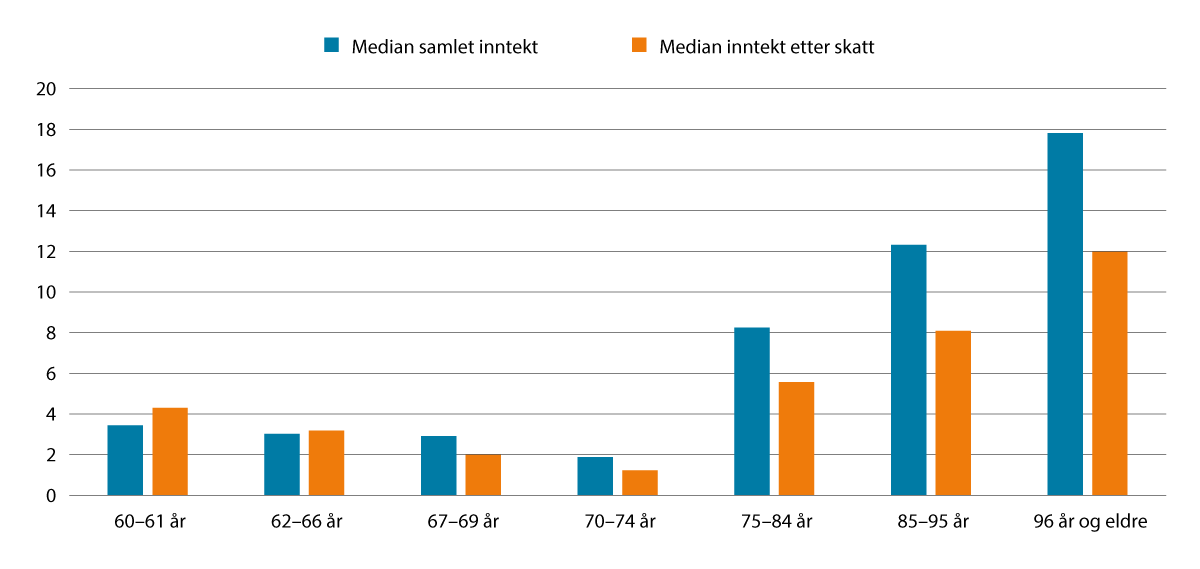 Median samlet inntekt
Median inntekt etter skatt
20
18
16
14
12
10
8
6
4
2
0
60–61 år
62–66 år
67–69 år
70–74 år
75–84 år
85–95 år
96 år og eldre